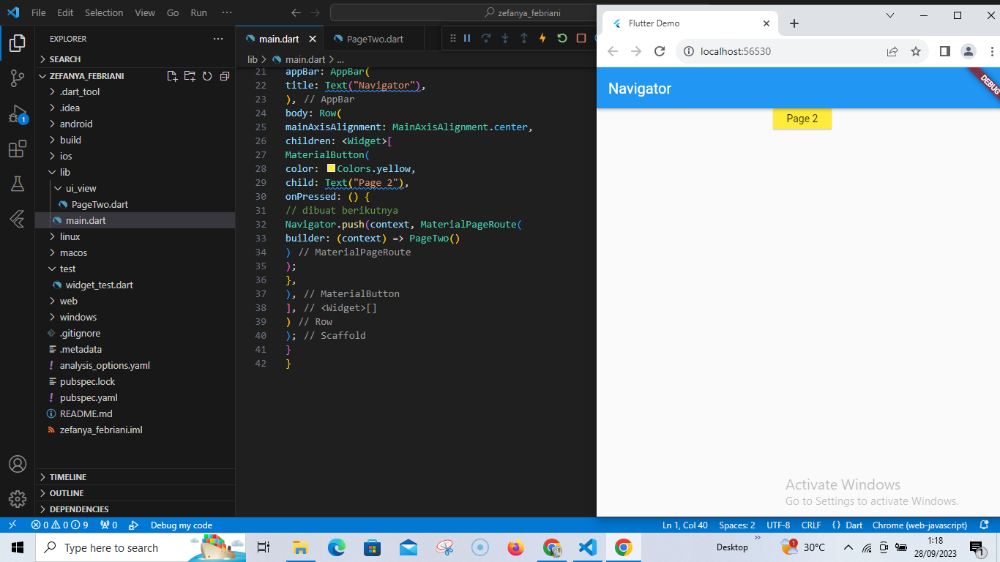 File Edit Selection View Go Run ··· zefanya_febriani
EXPLORER ···
SEARCH
ZEFANYA_FEBRIANI
.dart_tool
.idea
android
build
ios
lib
ui_view
PageTwo.dart
main.dart
linux
macos
test
widget_test.dart
web
windows
.gitignore
.metadata
analysis_options.yaml
pubspec.lock
pubspec.yaml
README.md
zefanya_febriani.iml
TIMELINE
OUTLINE
DEPENDENCIES
1
main.dart PageTwo.dart
lib > main.dart > ...
21 appBar: AppBar(
22 title: Text("Navigator"),
23 ), // AppBar
24 body: Row(
25 mainAxisAlignment: MainAxisAlignment.center,
26 children: <Widget>[
27 MaterialButton(
28 color: Colors.yellow,
29 child: Text("Page 2"),
30 onPressed: () {
31 // dibuat berikutnya
32 Navigator.push(context, MaterialPageRoute(
33 builder: (context) => PageTwo()
34 ) // MaterialPageRoute
35 );
36 },
37 ), // MaterialButton
38 ], // <Widget>[]
39 ) // Row
40 ); // Scaffold
41 }
42 }
Flutter Demo
localhost:56530
Navigator
DEBUG
Page 2
Activate Windows
Go to Settings to activate Windows.
0 0 9 0 Debug my code Ln 1, Col 40 Spaces: 2 UTF-8 CRLF {} Dart Chrome (web-javascript)
Type here to search Desktop 1 30°C 1:18
28/09/2023 1